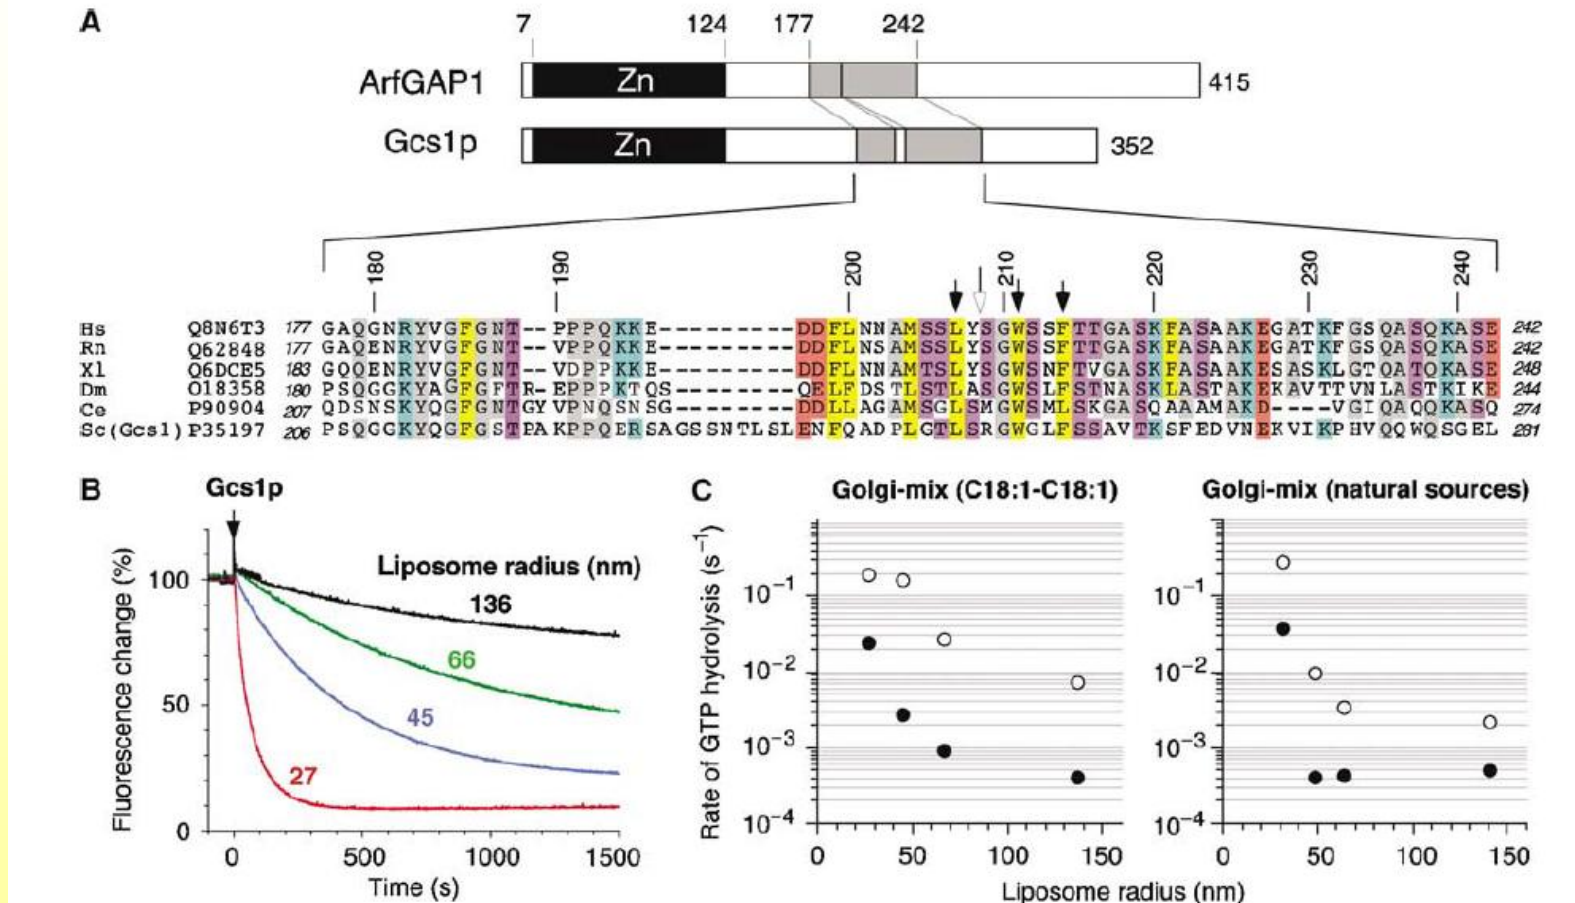 A
7 124 177 242
ArfGAP1 Zn 415
Gcs1p Zn 352
180 190 200 210 220 230 240
Hs Q8N6T3 177 GAQGNRYVGFGNT--PPPQKKE-----------DDFLNNAMSSLYSGWSSFTTGASKFASAAKEGATKFGSQASQKASE 242
Rn Q62848 177 GAQENRYVGFGNT--VPPQKKE-----------DDFLNSAMSSLYSGWSSFTTGASKFASAAKEGATKFGSQASQKASE 242
Xl Q6DCE5 183 GQQENRYVGFGNT--VDPPKKE-----------DDFLNNAMSSLYSGWSNFTVGASKLASAAKESASKLGTQATQKASE 248
Dm O18358 180 PSQGGKYAGFGFTR-EPPPKTQS----------QELFDSTLSTLASGWSLFSTNASKLASTAKEKAVTTVNLASTKIKE 244
Ce P90904 207 QDSNSKYQGFGNTGYVPNQSNSG----------DDLLAGAMSGLSMGWSMLSKGASQAAAMAKD----VGIQAQQKASQ 274
Sc(Gcs1) P35197 206 PSQGGKYQGFGSTPAKPPQERSAGSSNTLSLENFQADPLGTLSRGWGLFSSAVTKSFEDVNEKVIKPHVQQWQSGEL 281
B
Gcs1p
Liposome radius (nm)
136
66
45
27
Fluorescence change (%)
100
50
0
0 500 1000 1500
Time (s)
C
Golgi-mix (C18:1-C18:1) Golgi-mix (natural sources)
Rate of GTP hydrolysis (s⁻¹)
10⁻¹ 10⁻¹
10⁻² 10⁻²
10⁻³ 10⁻³
10⁻⁴ 10⁻⁴
0 50 100 150 0 50 100 150
Liposome radius (nm)